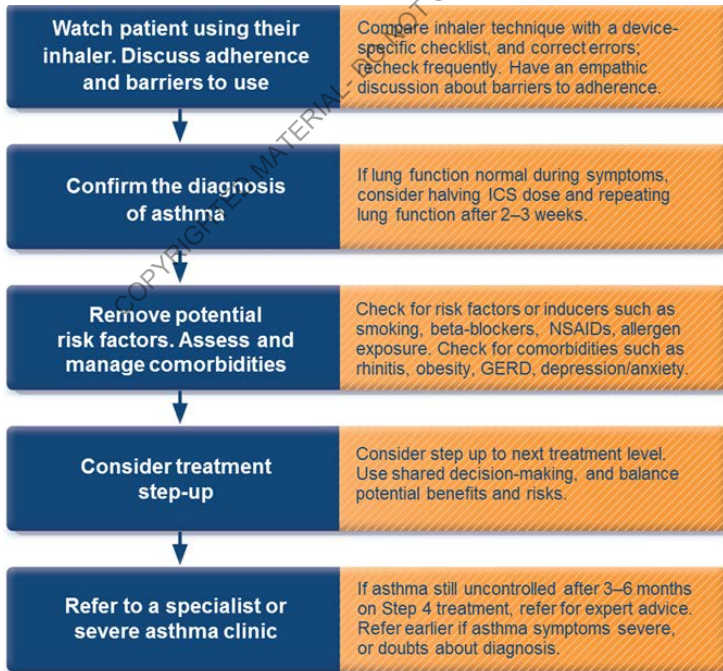 Watch patient using their
inhaler. Discuss adherence
and barriers to use
Compare inhaler technique with a device-
specific checklist, and correct errors;
recheck frequently. Have an empathic
discussion about barriers to adherence.
Confirm the diagnosis
of asthma
If lung function normal during symptoms,
consider halving ICS dose and repeating
lung function after 2–3 weeks.
Remove potential
risk factors. Assess and
manage comorbidities
Check for risk factors or inducers such as
smoking, beta-blockers, NSAIDs, allergen
exposure. Check for comorbidities such as
rhinitis, obesity, GERD, depression/anxiety.
Consider treatment
step-up
Consider step up to next treatment level.
Use shared decision-making, and balance
potential benefits and risks.
Refer to a specialist or
severe asthma clinic
If asthma still uncontrolled after 3–6 months
on Step 4 treatment, refer for expert advice.
Refer earlier if asthma symptoms severe,
or doubts about diagnosis.
COPYRIGHTED MATERIAL- DO NOT